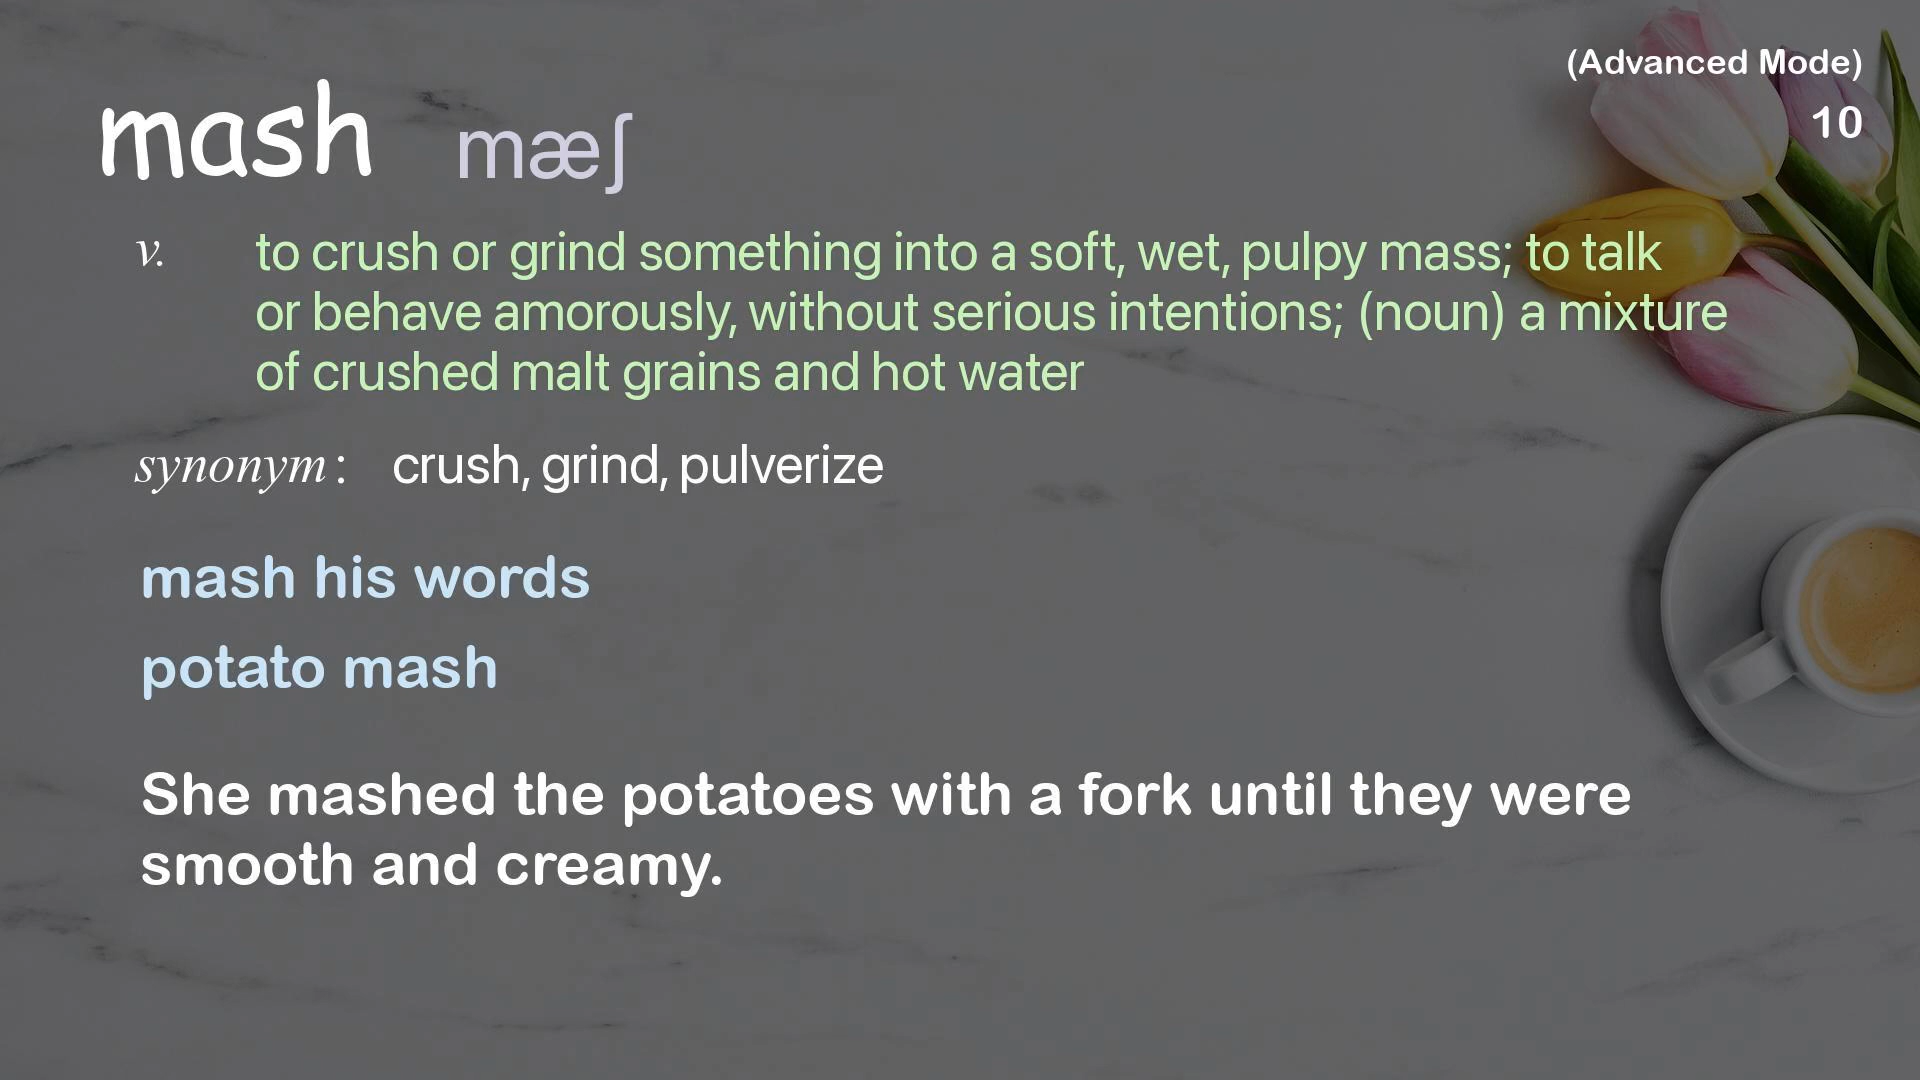 (Advanced Mode)
10
mash mæʃ
v. to crush or grind something into a soft, wet, pulpy mass; to talk
or behave amorously, without serious intentions; (noun) a mixture
of crushed malt grains and hot water
synonym : crush, grind, pulverize
mash his words
potato mash
She mashed the potatoes with a fork until they were
smooth and creamy.